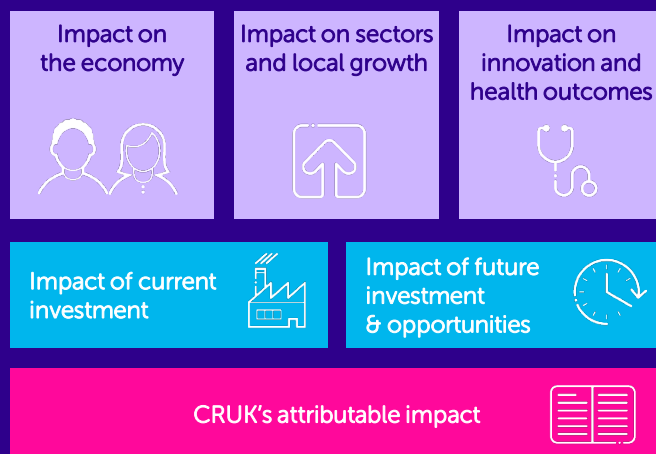 Impact on
the economy
Impact on sectors
and local growth
Impact on
innovation and
health outcomes
Impact of current
investment
Impact of future
investment
& opportunities
CRUK's attributable impact